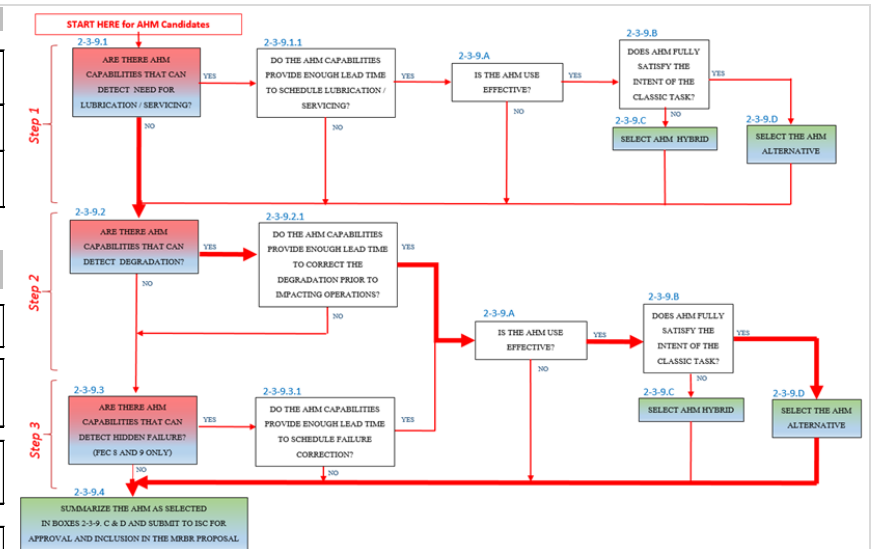 START HERE for AHM Candidates
Step 1
2-3-9.1
ARE THERE AHM
CAPABILITIES THAT CAN
DETECT NEED FOR
LUBRICATION / SERVICING?
YES
NO
2-3-9.1.1
DO THE AHM CAPABILITIES
PROVIDE ENOUGH LEAD TIME
TO SCHEDULE LUBRICATION /
SERVICING?
YES
NO
2-3-9.A
IS THE AHM USE
EFFECTIVE?
YES
NO
2-3-9.B
DOES AHM FULLY
SATISFY THE
INTENT OF THE
CLASSIC TASK?
YES
NO
2-3-9.C
SELECT AHM HYBRID
2-3-9.D
SELECT THE AHM
ALTERNATIVE
Step 2
2-3-9.2
ARE THERE AHM
CAPABILITIES THAT CAN
DETECT DEGRADATION?
YES
NO
2-3-9.2.1
DO THE AHM CAPABILITIES
PROVIDE ENOUGH LEAD TIME
TO CORRECT THE
DEGRADATION PRIOR TO
IMPACTING OPERATIONS?
YES
NO
2-3-9.A
IS THE AHM USE
EFFECTIVE?
YES
NO
2-3-9.B
DOES AHM FULLY
SATISFY THE
INTENT OF THE
CLASSIC TASK?
YES
NO
2-3-9.C
SELECT AHM HYBRID
2-3-9.D
SELECT THE AHM
ALTERNATIVE
Step 3
2-3-9.3
ARE THERE AHM
CAPABILITIES THAT CAN
DETECT HIDDEN FAILURE?
(FEC 8 AND 9 ONLY)
YES
NO
2-3-9.3.1
DO THE AHM CAPABILITIES
PROVIDE ENOUGH LEAD TIME
TO SCHEDULE FAILURE
CORRECTION?
YES
NO
2-3-9.4
SUMMARIZE THE AHM AS SELECTED
IN BOXES 2-3-9. C & D AND SUBMIT TO ISC FOR
APPROVAL AND INCLUSION IN THE MRBR PROPOSAL